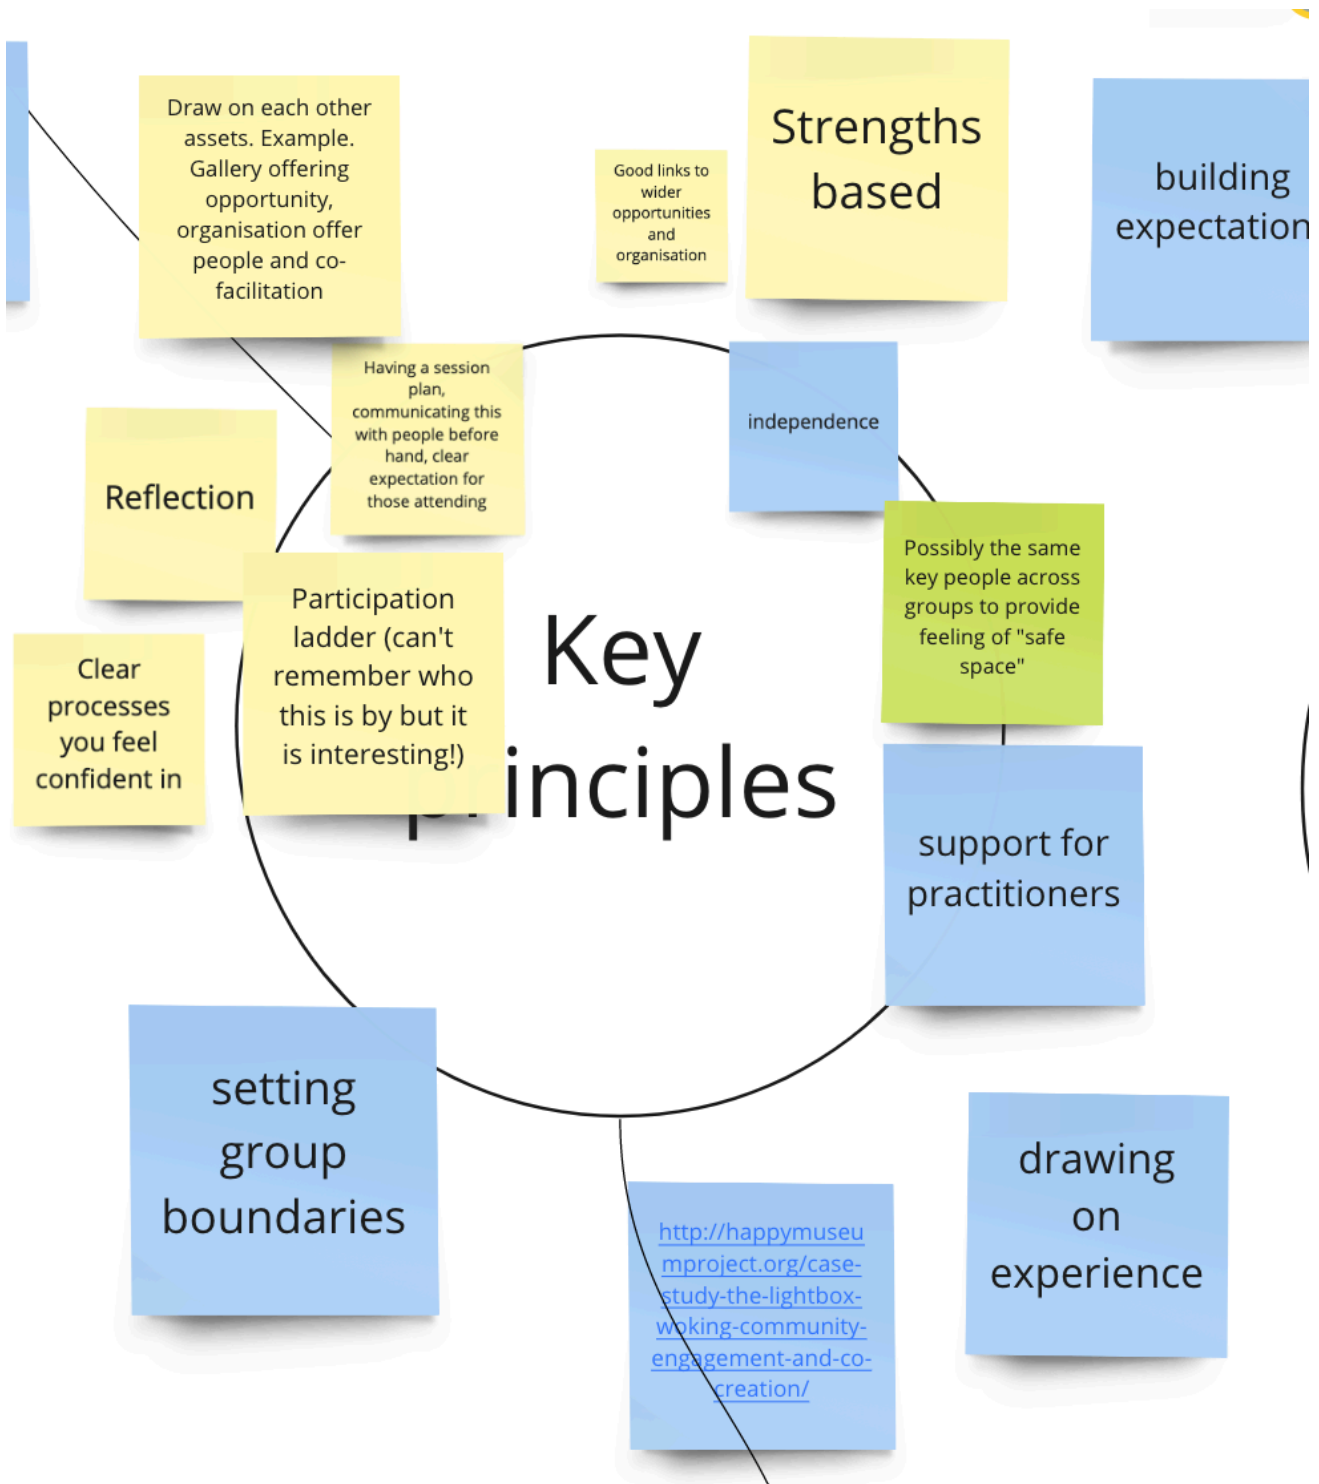 Draw on each other
assets. Example.
Gallery offering
opportunity,
organisation offer
people and co-
facilitation
Good links to
wider
opportunities
and
organisation
Strengths
based
building
expectation
Having a session
plan,
communicating this
with people before
hand, clear
expectation for
those attending
independence
Reflection
Possibly the same
key people across
groups to provide
feeling of "safe
space"
Participation
ladder (can't
remember who
this is by but it
is interesting!)
Key
principles
Clear
processes
you feel
confident in
support for
practitioners
setting
group
boundaries
drawing
on
experience
http://happymuseu
mproject.org/case-
study-the-lightbox-
woking-community-
engagement-and-co-
creation/